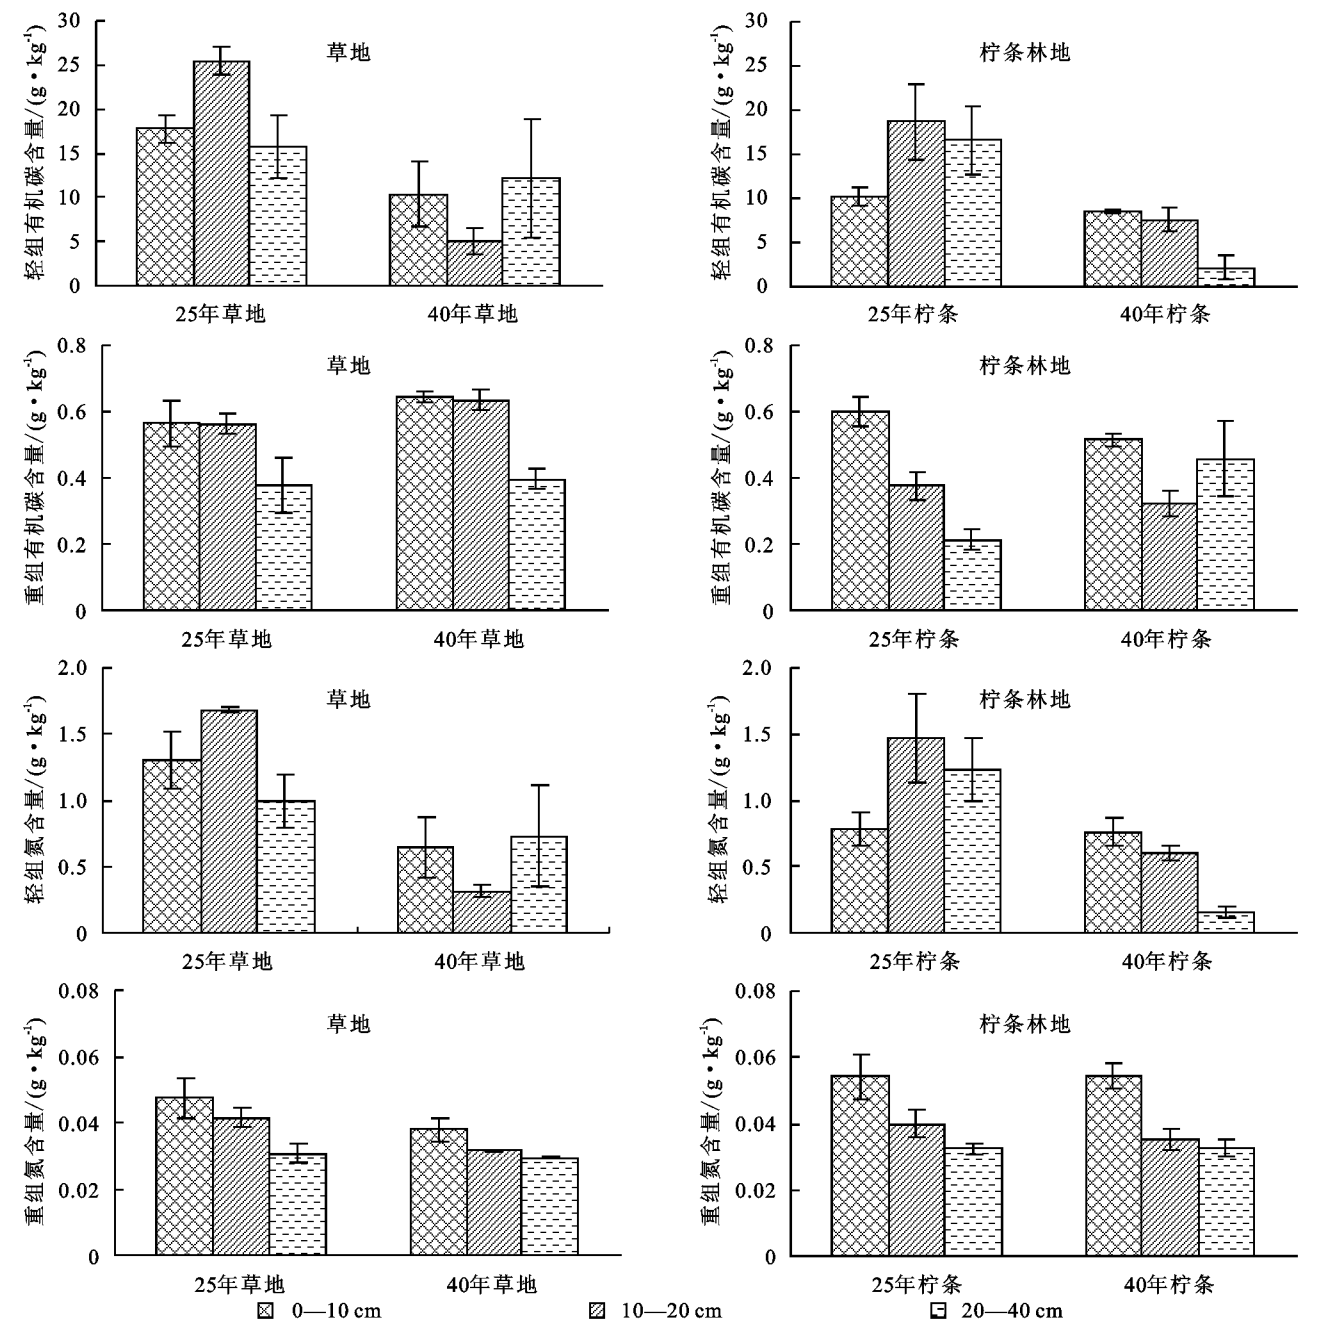 轻组有机碳含量/(g·kg⁻¹)
30
25
20
15
10
5
0
草地
25年草地
40年草地
轻组有机碳含量/(g·kg⁻¹)
30
25
20
15
10
5
0
柠条林地
25年柠条
40年柠条
重组有机碳含量/(g·kg⁻¹)
0.8
0.6
0.4
0.2
0
草地
25年草地
40年草地
重组有机碳含量/(g·kg⁻¹)
0.8
0.6
0.4
0.2
0
柠条林地
25年柠条
40年柠条
轻组氮含量/(g·kg⁻¹)
2.0
1.5
1.0
0.5
0
草地
25年草地
40年草地
轻组氮含量/(g·kg⁻¹)
2.0
1.5
1.0
0.5
0
柠条林地
25年柠条
40年柠条
重组氮含量/(g·kg⁻¹)
0.08
0.06
0.04
0.02
0
草地
25年草地
40年草地
重组氮含量/(g·kg⁻¹)
0.08
0.06
0.04
0.02
0
柠条林地
25年柠条
40年柠条
0—10 cm 10—20 cm 20—40 cm